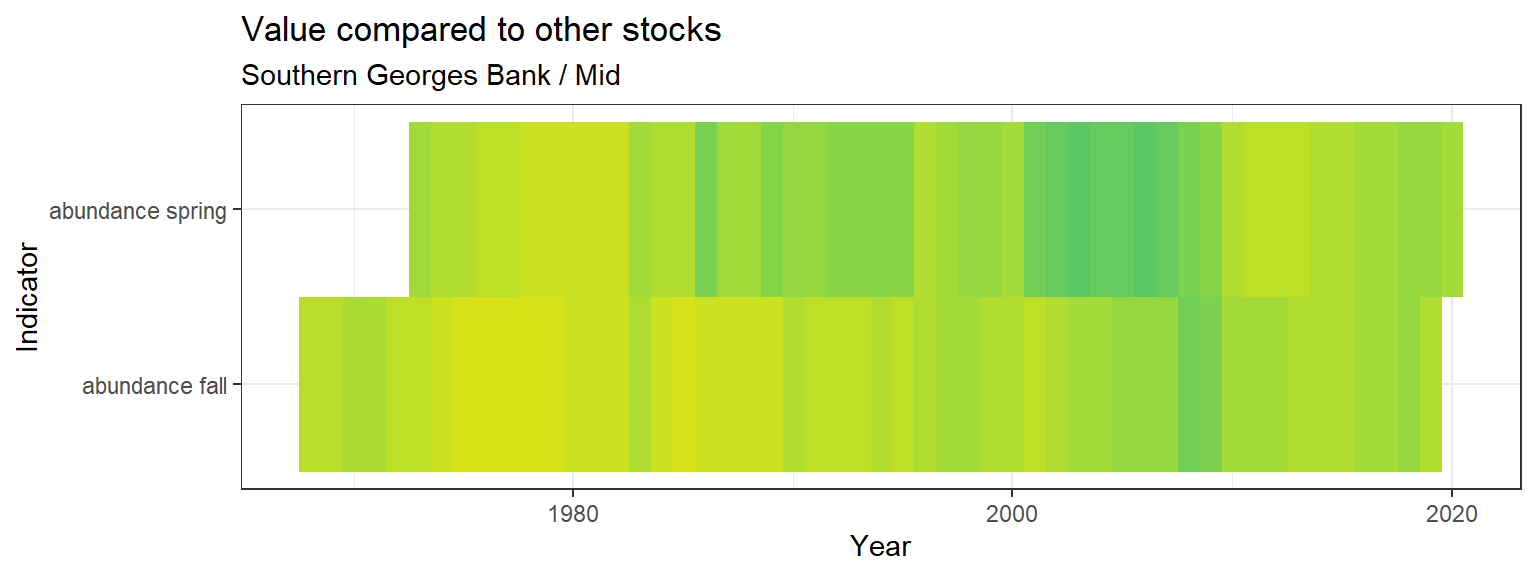 Value compared to other stocks
Southern Georges Bank / Mid
Indicator
abundance spring
abundance fall
1980
2000
2020
Year